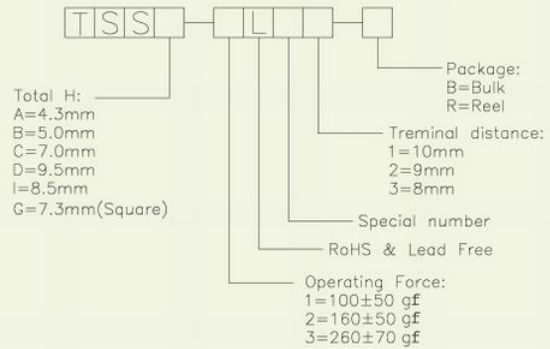 TSS - L -
Package:
B=Bulk
R=Reel
Total H:
A=4.3mm
B=5.0mm
C=7.0mm
D=9.5mm
I=8.5mm
G=7.3mm(Square)
Treminal distance:
1=10mm
2=9mm
3=8mm
Special number
RoHS & Lead Free
Operating Force:
1=100±50 gf
2=160±50 gf
3=260±70 gf